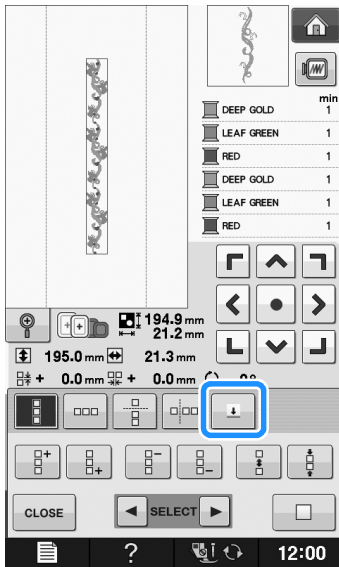 min
DEEP GOLD 1
LEAF GREEN 1
RED 1
DEEP GOLD 1
LEAF GREEN 1
RED 1
194.9 mm
21.2 mm
195.0 mm 21.3 mm
+ 0.0 mm + 0.0 mm
CLOSE
SELECT
? 12:00